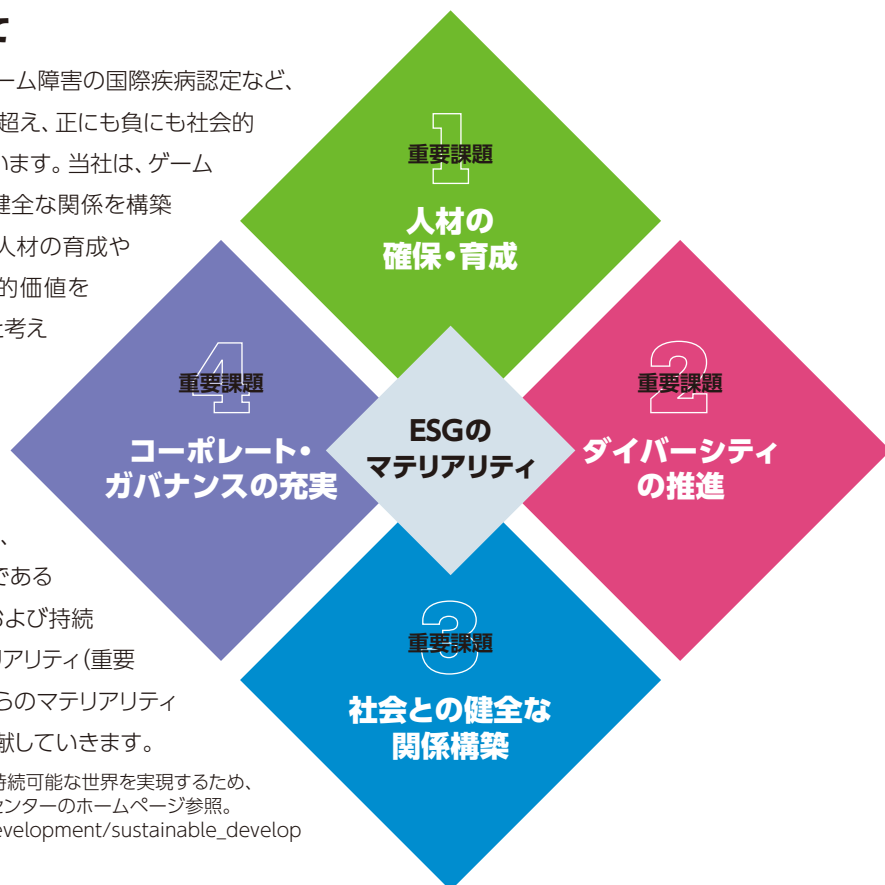 ーム障害の国際疾病認定など、
超え、正にも負にも社会的
います。当社は、ゲーム
健全な関係を構築
人材の育成や
的価値を
と考え
、
である
および持続
リアリティ(重要
らのマテリアリティ
献していきます。
持続可能な世界を実現するため、
センターのホームページ参照。
evelopment/sustainable_develop
1
重要課題
人材の
確保・育成
2
重要課題
ダイバーシティ
の推進
3
重要課題
社会との健全な
関係構築
4
重要課題
コーポレート・
ガバナンスの充実
ESGの
マテリアリティ